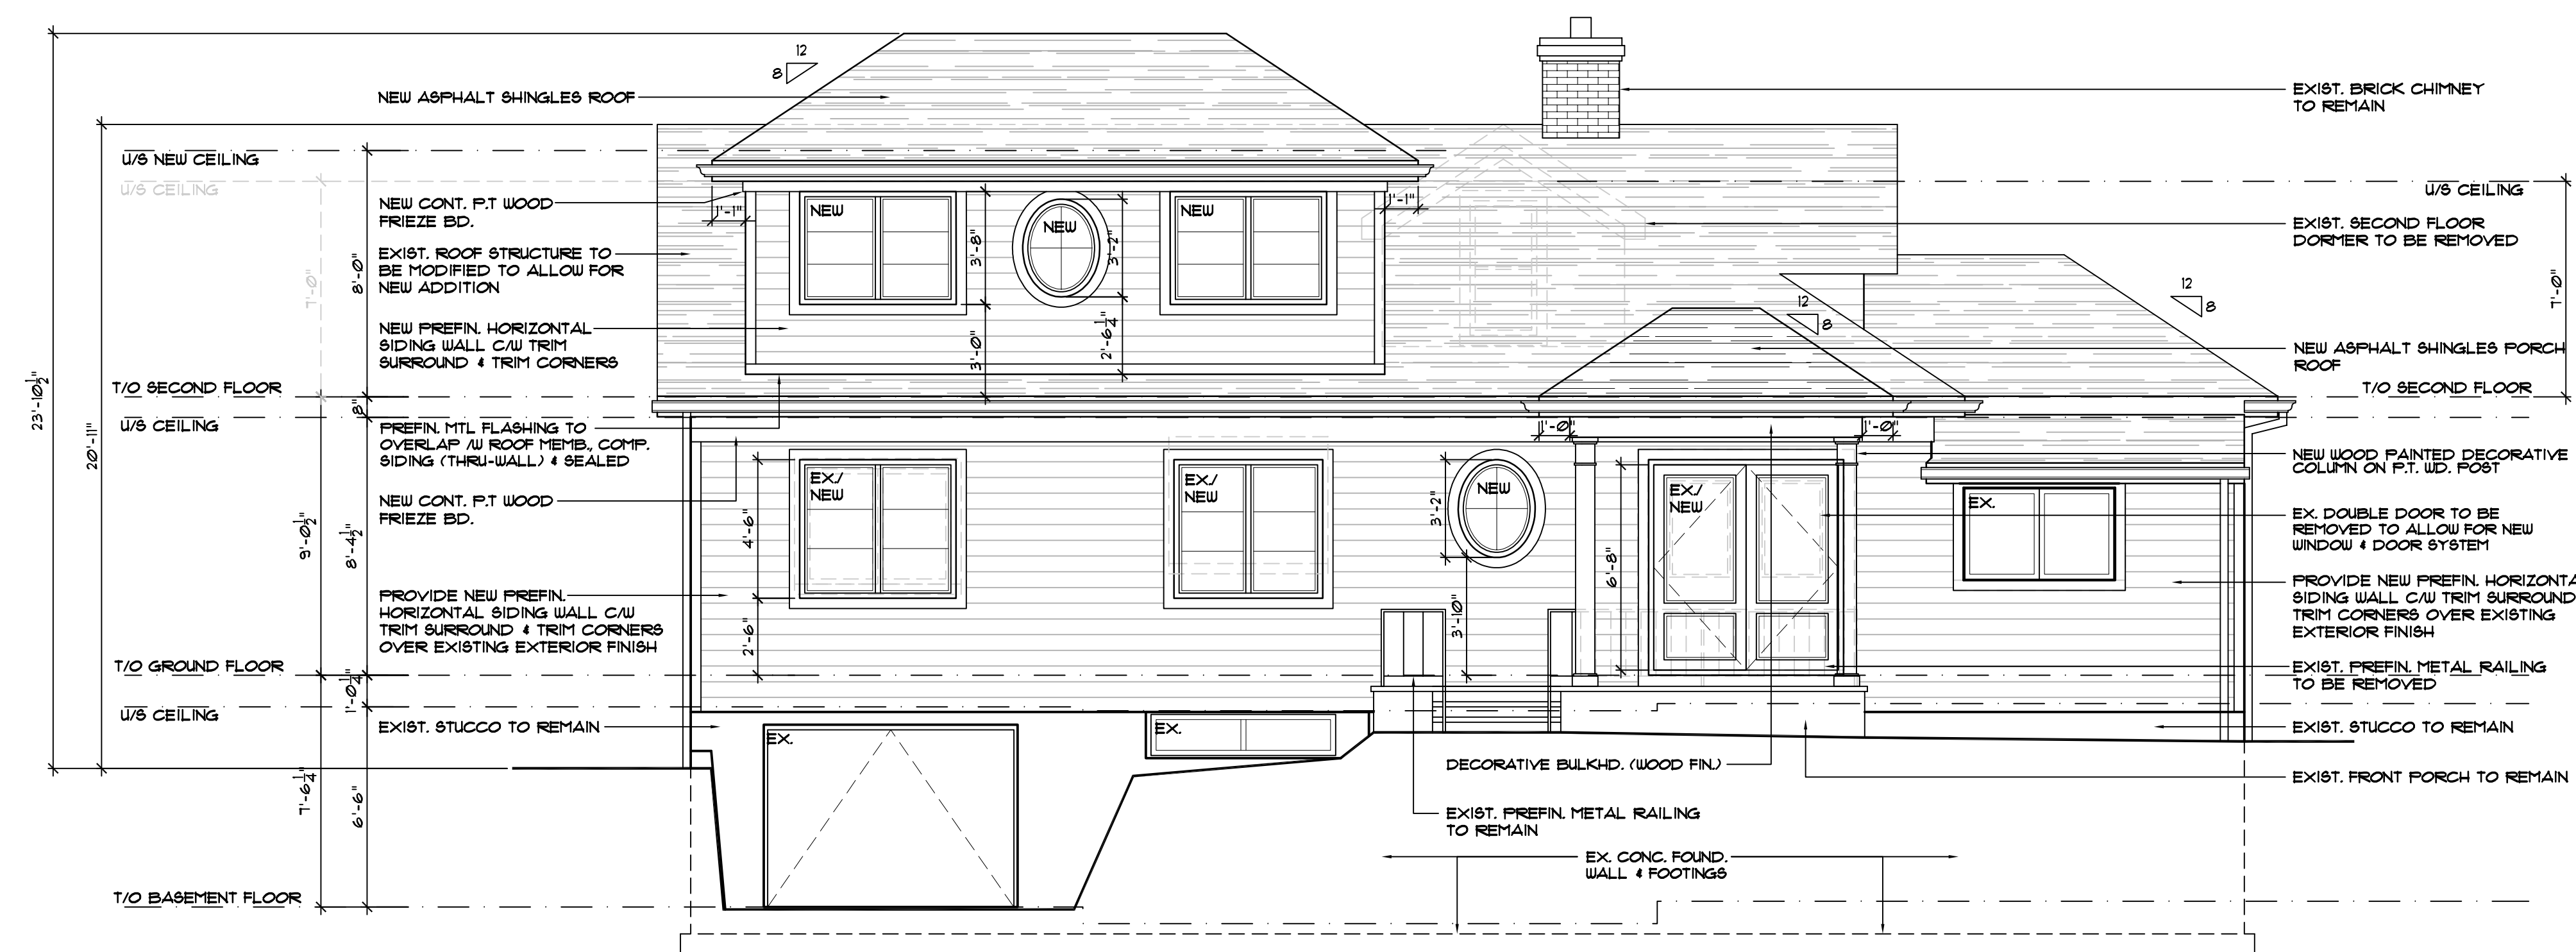 12
8
NEW ASPHALT SHINGLES ROOF
EXIST. BRICK CHIMNEY
TO REMAIN
U/S NEW CEILING
U/S CEILING
U/S CEILING
NEW CONT. P.T WOOD
FRIEZE BD.
1'-1"
NEW
NEW
NEW
1'-1"
3'-8"
3'-2"
EXIST. SECOND FLOOR
DORMER TO BE REMOVED
EXIST. ROOF STRUCTURE TO
BE MODIFIED TO ALLOW FOR
NEW ADDITION
8'-0"
7'-0"
7'-0"
12
8
12
8
NEW PREFIN. HORIZONTAL
SIDING WALL C/W TRIM
SURROUND & TRIM CORNERS
3'-0"
2'-6 1/4"
NEW ASPHALT SHINGLES PORCH
ROOF
23'-10 1/2"
20'-11"
T/O SECOND FLOOR
T/O SECOND FLOOR
8"
U/S CEILING
PREFIN. MTL FLASHING TO
OVERLAP /W ROOF MEMB., COMP.
SIDING (THRU-WALL) & SEALED
1'-0"
1'-0"
NEW WOOD PAINTED DECORATIVE
COLUMN ON P.T. WD. POST
EX./
NEW
EX./
NEW
NEW
EX./
NEW
EX.
NEW CONT. P.T WOOD
FRIEZE BD.
9'-0 1/2"
8'-4 1/2"
4'-6"
3'-2"
6'-8"
EX. DOUBLE DOOR TO BE
REMOVED TO ALLOW FOR NEW
WINDOW & DOOR SYSTEM
PROVIDE NEW PREFIN.
HORIZONTAL SIDING WALL C/W
TRIM SURROUND & TRIM CORNERS
OVER EXISTING EXTERIOR FINISH
2'-6"
3'-10"
PROVIDE NEW PREFIN. HORIZONTA
SIDING WALL C/W TRIM SURROUND
TRIM CORNERS OVER EXISTING
EXTERIOR FINISH
T/O GROUND FLOOR
1'-0 1/4"
EXIST. PREFIN. METAL RAILING
TO BE REMOVED
U/S CEILING
EXIST. STUCCO TO REMAIN
EX.
EX.
EXIST. STUCCO TO REMAIN
7'-6 1/4"
6'-6"
DECORATIVE BULKHD. (WOOD FIN.)
EXIST. FRONT PORCH TO REMAIN
EXIST. PREFIN. METAL RAILING
TO REMAIN
EX. CONC. FOUND.
WALL & FOOTINGS
T/O BASEMENT FLOOR